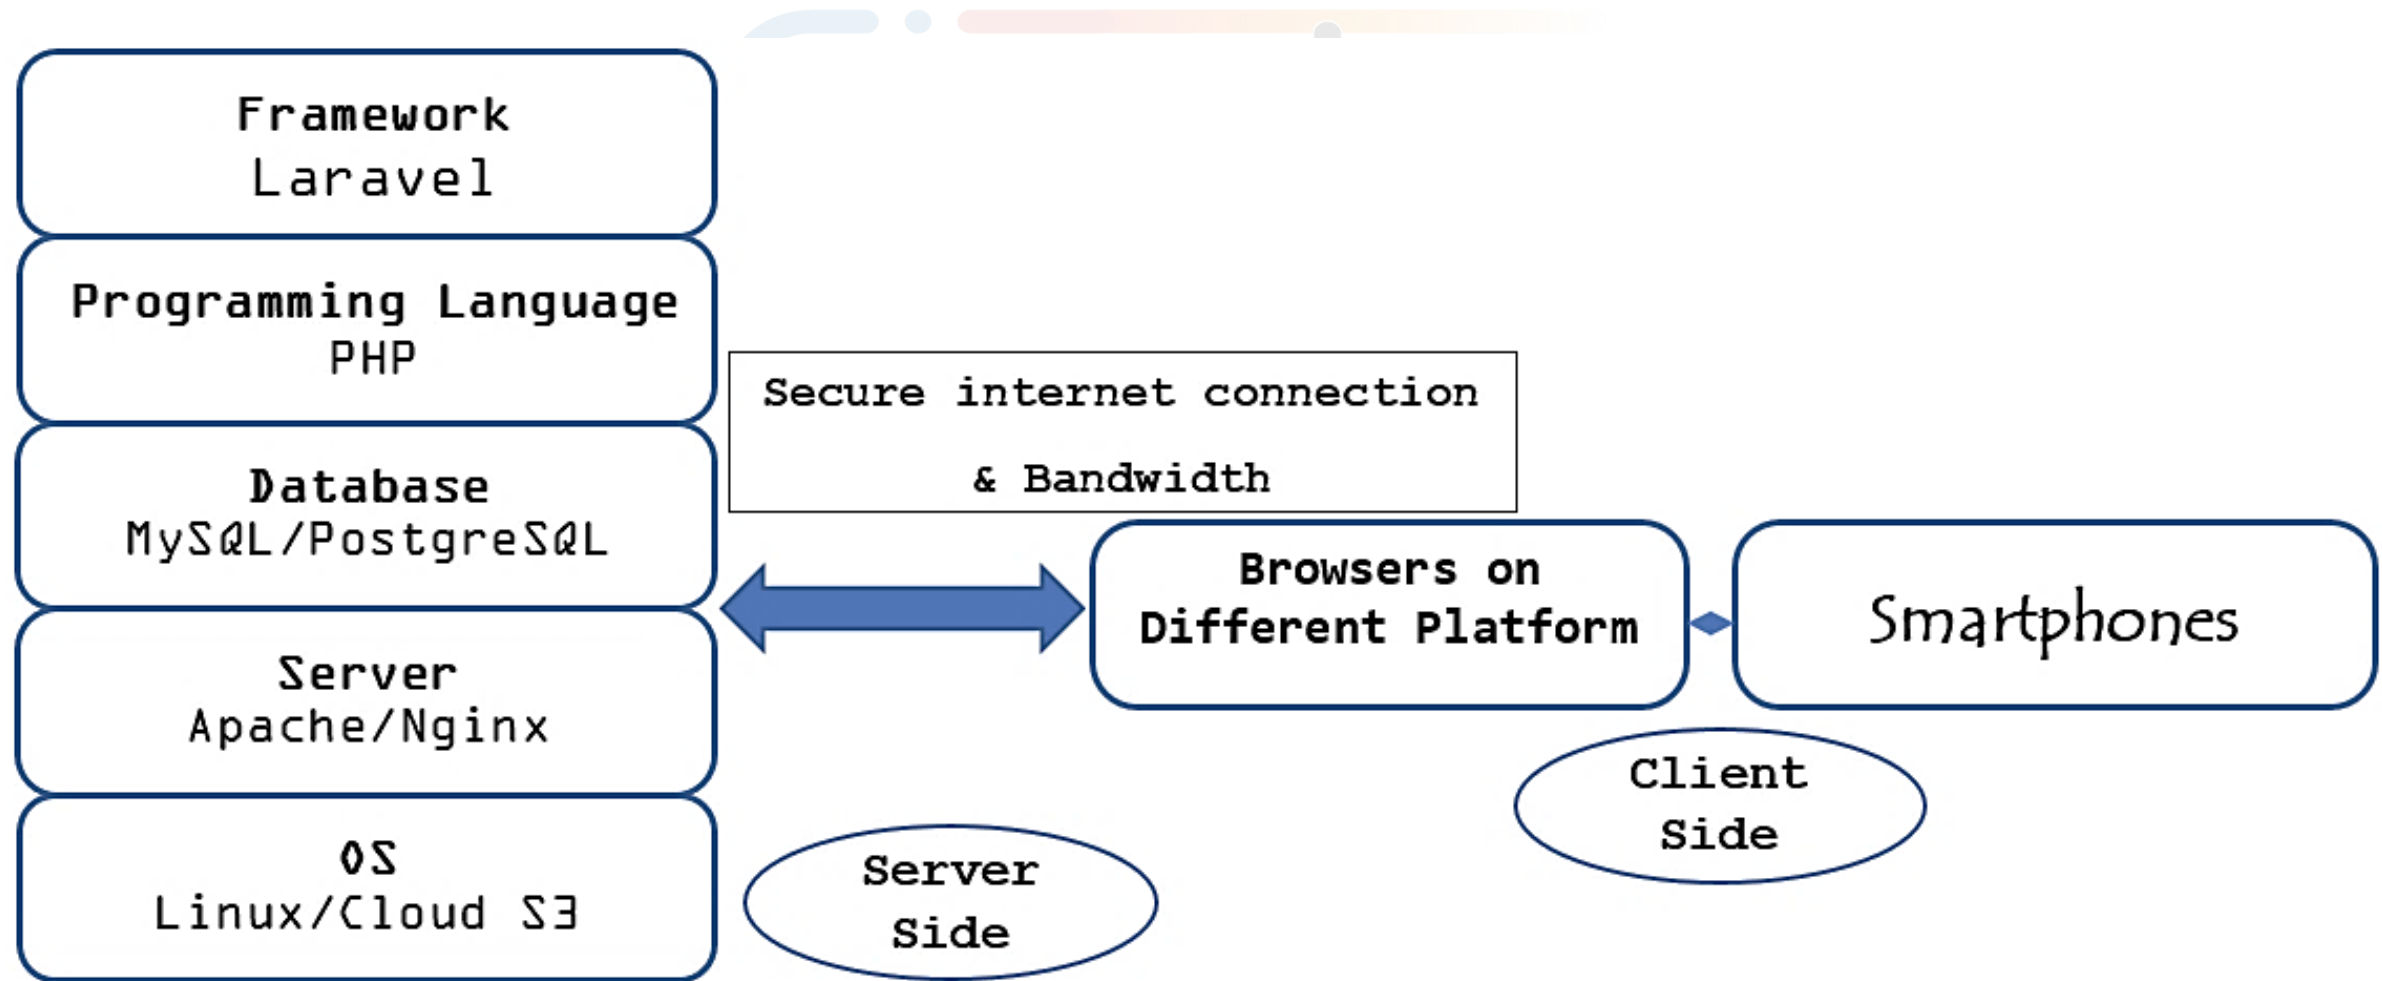 Framework
Laravel
Programming Language
PHP
Database
MySQL/PostgreSQL
Server
Apache/Nginx
OS
Linux/Cloud S3
Secure internet connection
& Bandwidth
Browsers on
Different Platform
Smartphones
Client
Side
Server
Side